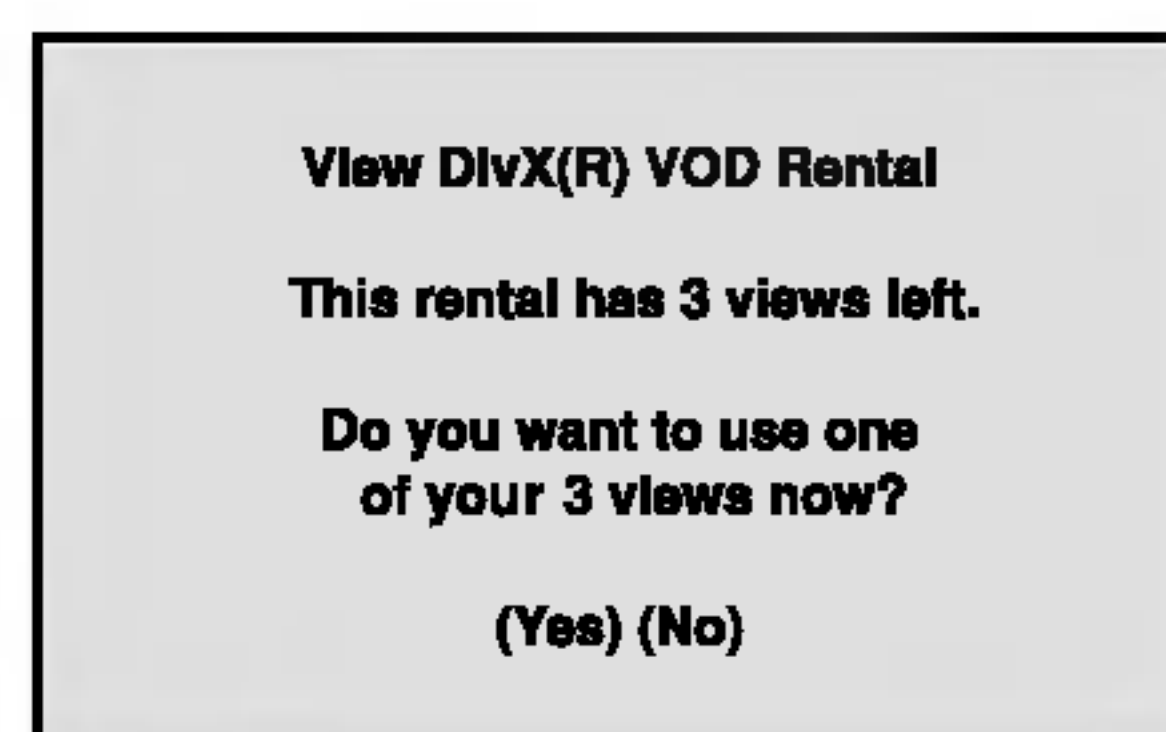 View DivX(R) VOD Rental
This rental has 3 views left.
Do you want to use one
of your 3 views now?
(Yes) (No)